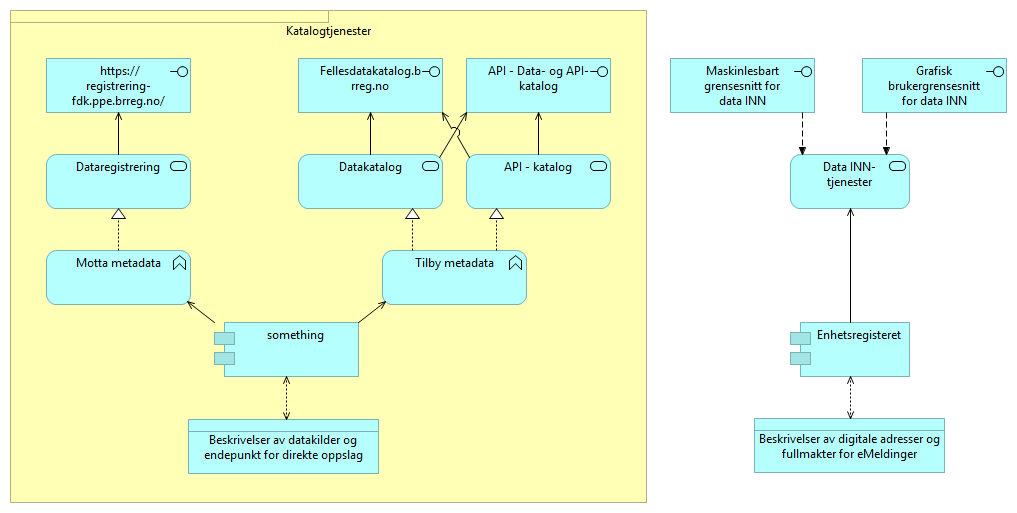 Katalogtjenester
https://
registrering-
fdk.ppe.brreg.no/
Fellesdatakatalog.b
rreg.no
API - Data- og API-
katalog
Maskinlesbart
grensesnitt for
data INN
Grafisk
brukergrensesnitt
for data INN
Dataregistrering
Datakatalog
API - katalog
Data INN-
tjenester
Motta metadata
Tilby metadata
something
Enhetsregisteret
Beskrivelser av datakilder og
endepunkt for direkte oppslag
Beskrivelser av digitale adresser og
fullmakter for eMeldinger